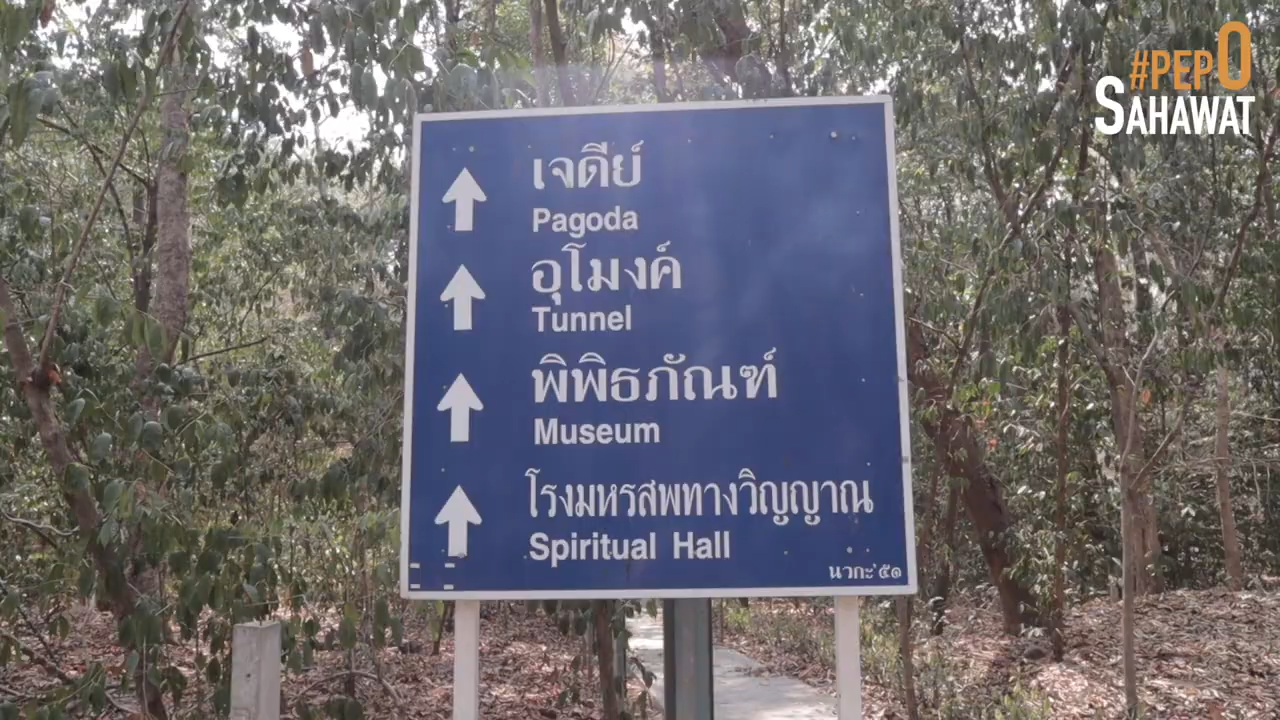 #PEPO
SAHAWAT
เจดีย์
Pagoda
อุโมงค์
Tunnel
พิพิธภัณฑ์
Museum
โรงมหรสพทางวิญญาณ
Spiritual Hall
นวกะ'๕๑